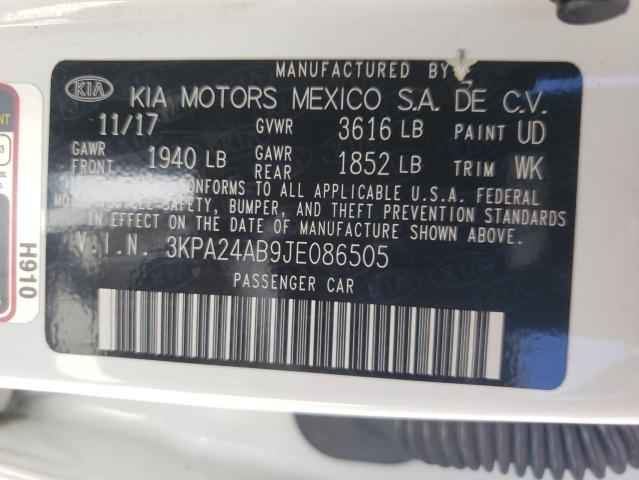 MANUFACTURED BY
KIA KIA MOTORS MEXICO S.A. DE C.V.
11/17 GVWR 3616 LB PAINT UD
GAWR FRONT 1940 LB GAWR REAR 1852 LB TRIM WK
CONFORMS TO ALL APPLICABLE U.S.A. FEDERAL
SAFETY, BUMPER, AND THEFT PREVENTION STANDARDS
IN EFFECT ON THE DATE OF MANUFACTURE SHOWN ABOVE.
V.I.N. 3KPA24AB9JE086505
PASSENGER CAR
H910